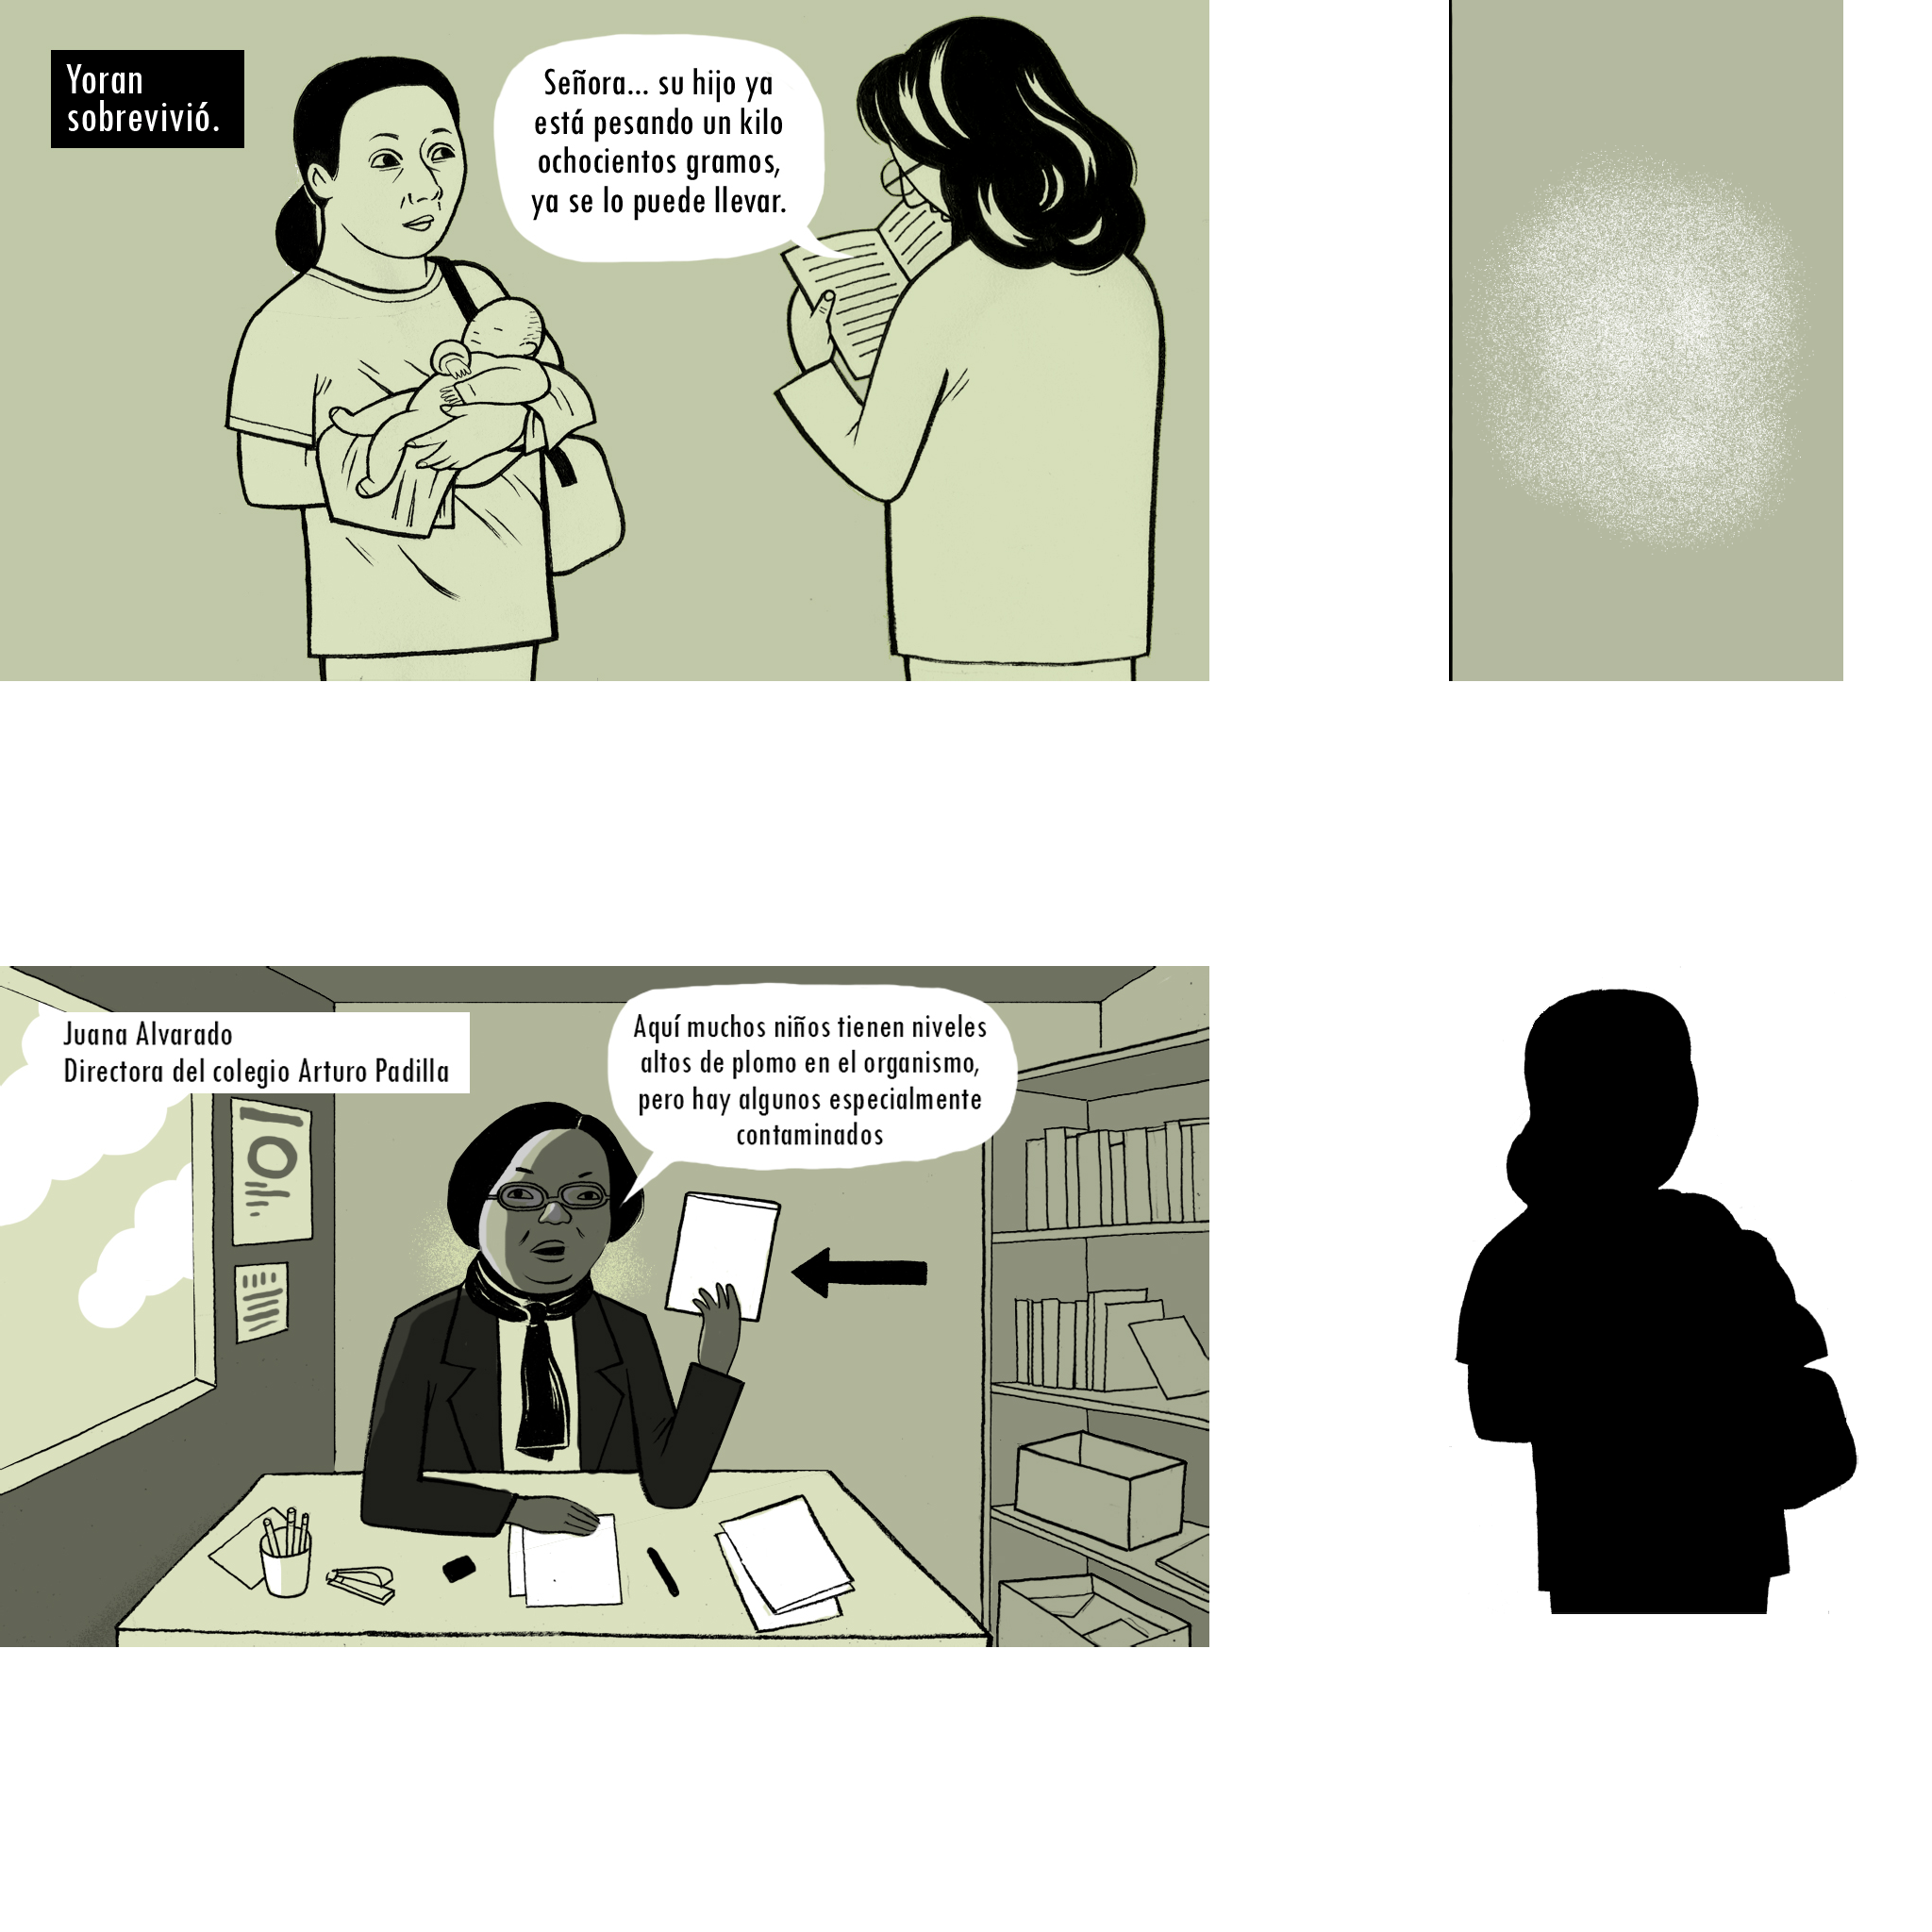 Yoran
sobrevivió.
Señora... su hijo ya
está pesando un kilo
ochocientos gramos,
ya se lo puede llevar.
Juana Alvarado
Directora del colegio Arturo Padilla
Aquí muchos niños tienen niveles
altos de plomo en el organismo,
pero hay algunos especialmente
contaminados